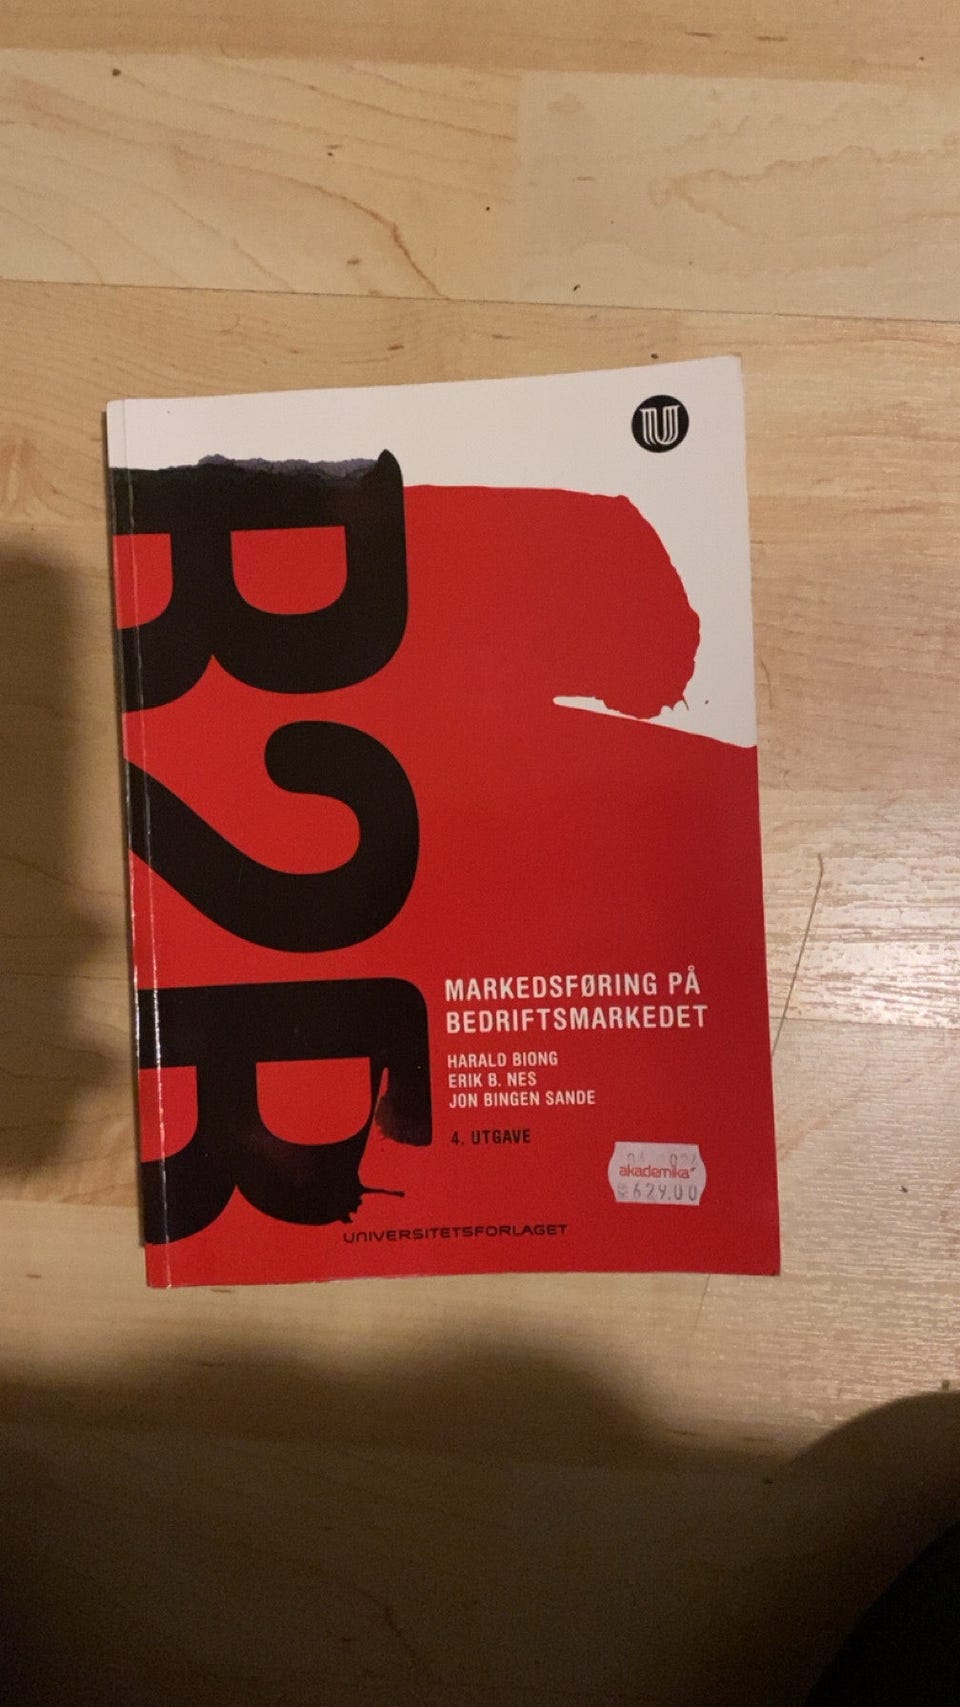 U
B2B
MARKEDSFØRING PÅ
BEDRIFTSMARKEDET
HARALD BIONG
ERIK B. NES
JON BINGEN SANDE
4. UTGAVE
akademika
629.00
UNIVERSITETSFORLAGET